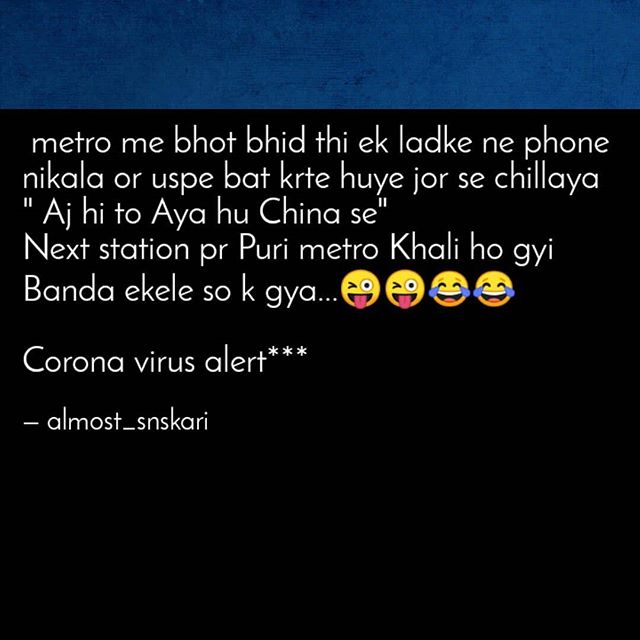 metro me bhot bhid thi ek ladke ne phone
nikala or uspe bat krte huye jor se chillaya
" Aj hi to Aya hu China se"
Next station pr Puri metro Khali ho gyi
Banda ekele so k gya...😜😜😂😂
Corona virus alert***
– almost_snskari